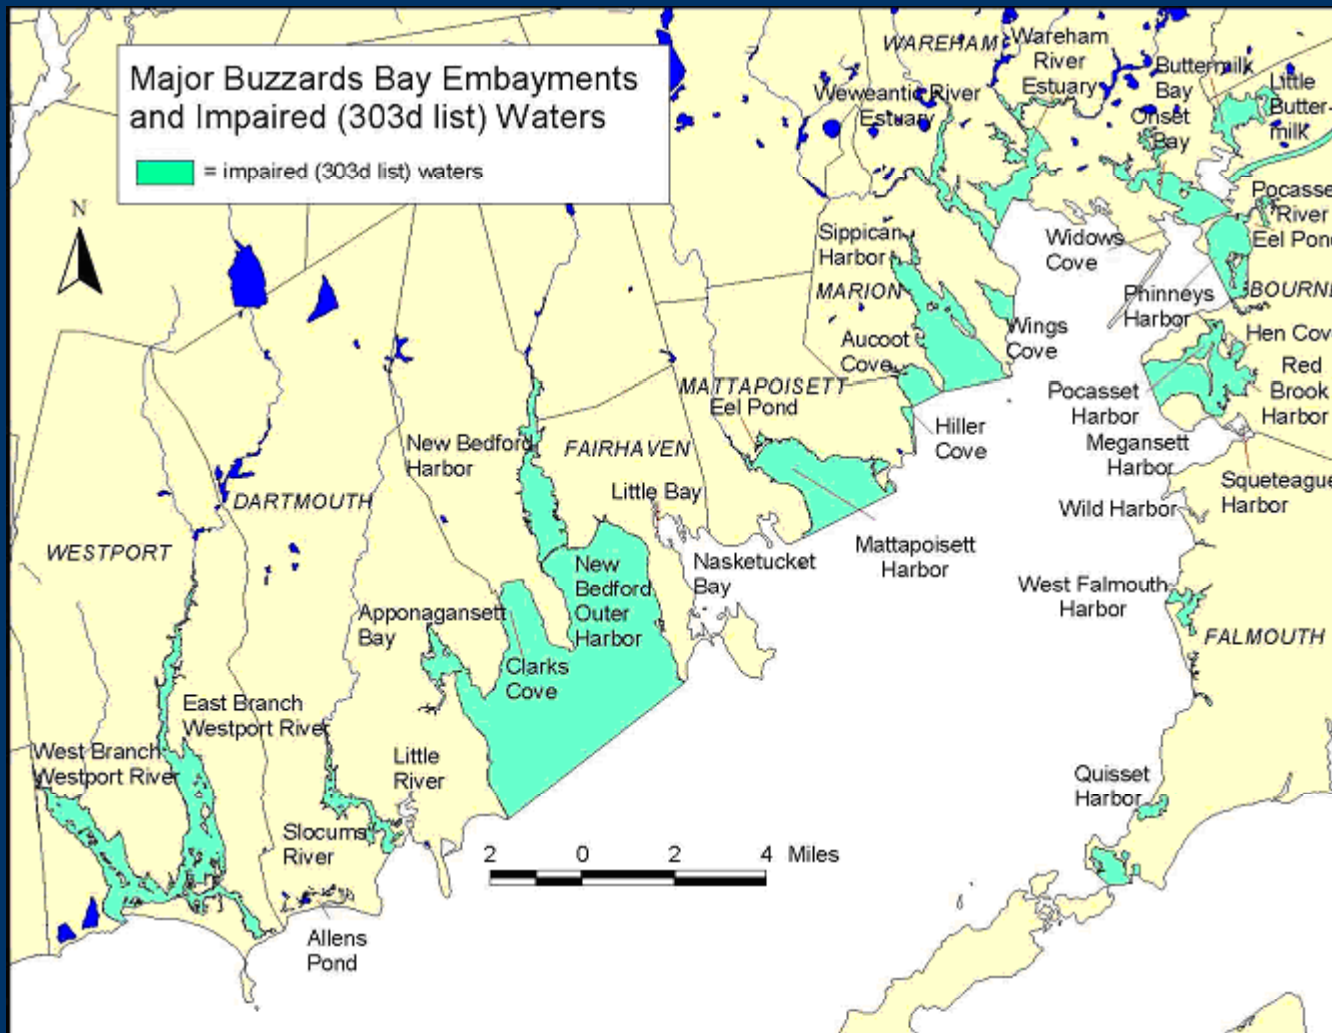 Major Buzzards Bay Embayments
and Impaired (303d list) Waters
= impaired (303d list) waters
N
WAREHAM
Wareham
River
Estuary
Weweantic River
Estuary
Buttermilk
Bay
Little
Butter-
milk
Onset
Bay
Pocasse
River
Eel Pond
Widows
Cove
Phinneys
Harbor
BOURNE
Sippican
Harbor
MARION
Wings
Cove
Aucoot
Cove
Hen Cov
Red
Brook
Harbor
Pocasset
Harbor
MATTAPOISETT
Eel Pond
Hiller
Cove
Megansett
Harbor
Squeteague
Harbor
New Bedford
Harbor
FAIRHAVEN
Little Bay
Wild Harbor
DARTMOUTH
WESTPORT
Nasketucket
Bay
Mattapoisett
Harbor
New
Bedford
Outer
Harbor
West Falmouth
Harbor
FALMOUTH
Apponagansett
Bay
Clarks
Cove
East Branch
Westport River
West Branch
Westport River
Little
River
Quisset
Harbor
Slocums
River
2 0 2 4 Miles
Allens
Pond